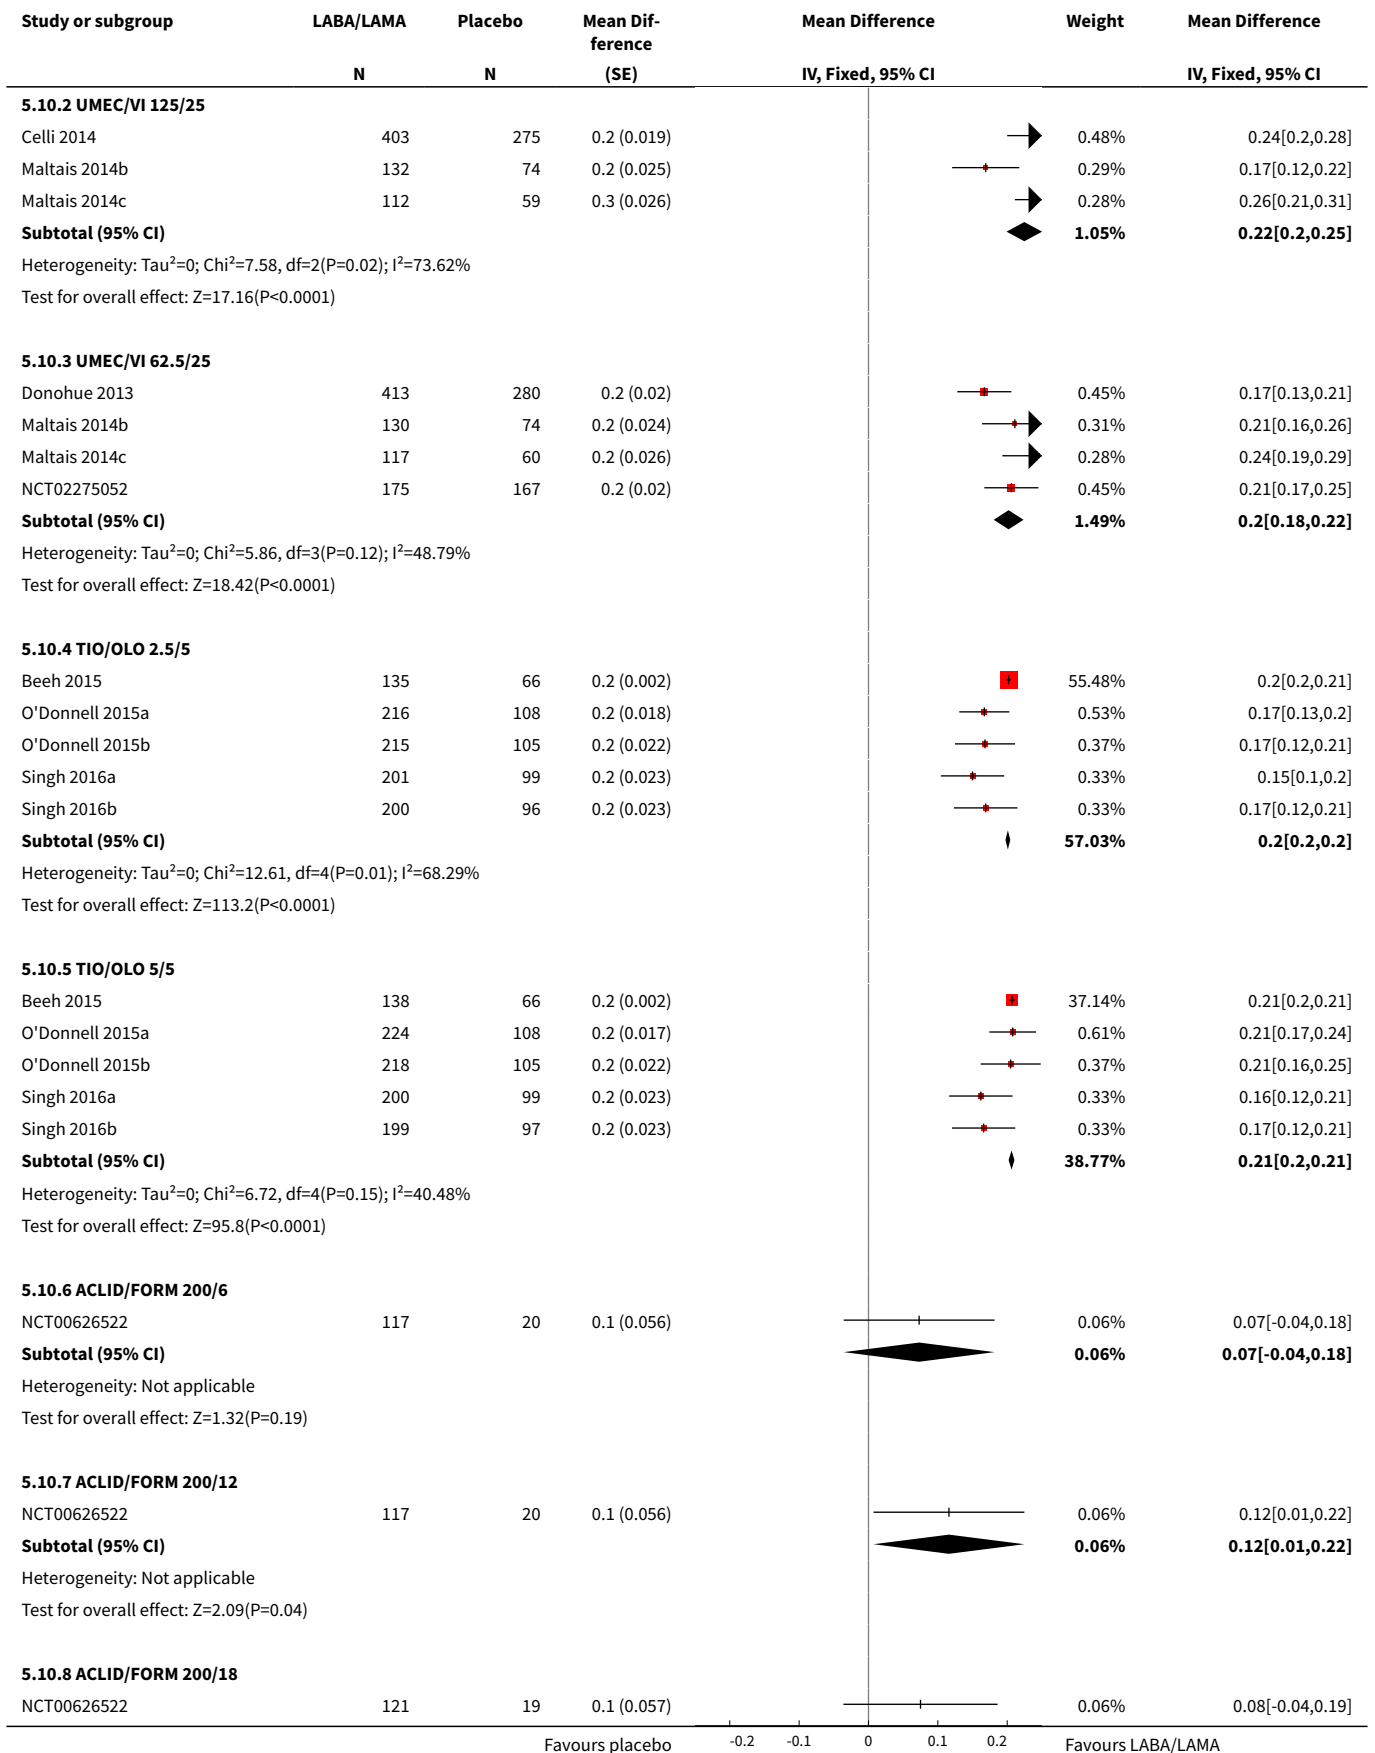 Study or subgroup LABA/LAMA Placebo Mean Dif- Mean Difference Weight Mean Difference
ference
N N (SE) IV, Fixed, 95% CI IV, Fixed, 95% CI
5.10.2 UMEC/VI 125/25
Celli 2014 403 275 0.2 (0.019) 0.48% 0.24[0.2,0.28]
Maltais 2014b 132 74 0.2 (0.025) 0.29% 0.17[0.12,0.22]
Maltais 2014c 112 59 0.3 (0.026) 0.28% 0.26[0.21,0.31]
Subtotal (95% CI) 1.05% 0.22[0.2,0.25]
Heterogeneity: Tau²=0; Chi²=7.58, df=2(P=0.02); I²=73.62%
Test for overall effect: Z=17.16(P<0.0001)
5.10.3 UMEC/VI 62.5/25
Donohue 2013 413 280 0.2 (0.02) 0.45% 0.17[0.13,0.21]
Maltais 2014b 130 74 0.2 (0.024) 0.31% 0.21[0.16,0.26]
Maltais 2014c 117 60 0.2 (0.026) 0.28% 0.24[0.19,0.29]
NCT02275052 175 167 0.2 (0.02) 0.45% 0.21[0.17,0.25]
Subtotal (95% CI) 1.49% 0.2[0.18,0.22]
Heterogeneity: Tau²=0; Chi²=5.86, df=3(P=0.12); I²=48.79%
Test for overall effect: Z=18.42(P<0.0001)
5.10.4 TIO/OLO 2.5/5
Beeh 2015 135 66 0.2 (0.002) 55.48% 0.2[0.2,0.21]
O'Donnell 2015a 216 108 0.2 (0.018) 0.53% 0.17[0.13,0.2]
O'Donnell 2015b 215 105 0.2 (0.022) 0.37% 0.17[0.12,0.21]
Singh 2016a 201 99 0.2 (0.023) 0.33% 0.15[0.1,0.2]
Singh 2016b 200 96 0.2 (0.023) 0.33% 0.17[0.12,0.21]
Subtotal (95% CI) 57.03% 0.2[0.2,0.2]
Heterogeneity: Tau²=0; Chi²=12.61, df=4(P=0.01); I²=68.29%
Test for overall effect: Z=113.2(P<0.0001)
5.10.5 TIO/OLO 5/5
Beeh 2015 138 66 0.2 (0.002) 37.14% 0.21[0.2,0.21]
O'Donnell 2015a 224 108 0.2 (0.017) 0.61% 0.21[0.17,0.24]
O'Donnell 2015b 218 105 0.2 (0.022) 0.37% 0.21[0.16,0.25]
Singh 2016a 200 99 0.2 (0.023) 0.33% 0.16[0.12,0.21]
Singh 2016b 199 97 0.2 (0.023) 0.33% 0.17[0.12,0.21]
Subtotal (95% CI) 38.77% 0.21[0.2,0.21]
Heterogeneity: Tau²=0; Chi²=6.72, df=4(P=0.15); I²=40.48%
Test for overall effect: Z=95.8(P<0.0001)
5.10.6 ACLID/FORM 200/6
NCT00626522 117 20 0.1 (0.056) 0.06% 0.07[-0.04,0.18]
Subtotal (95% CI) 0.06% 0.07[-0.04,0.18]
Heterogeneity: Not applicable
Test for overall effect: Z=1.32(P=0.19)
5.10.7 ACLID/FORM 200/12
NCT00626522 117 20 0.1 (0.056) 0.06% 0.12[0.01,0.22]
Subtotal (95% CI) 0.06% 0.12[0.01,0.22]
Heterogeneity: Not applicable
Test for overall effect: Z=2.09(P=0.04)
5.10.8 ACLID/FORM 200/18
NCT00626522 121 19 0.1 (0.057) 0.06% 0.08[-0.04,0.19]
Favours placebo -0.2 -0.1 0 0.1 0.2 Favours LABA/LAMA